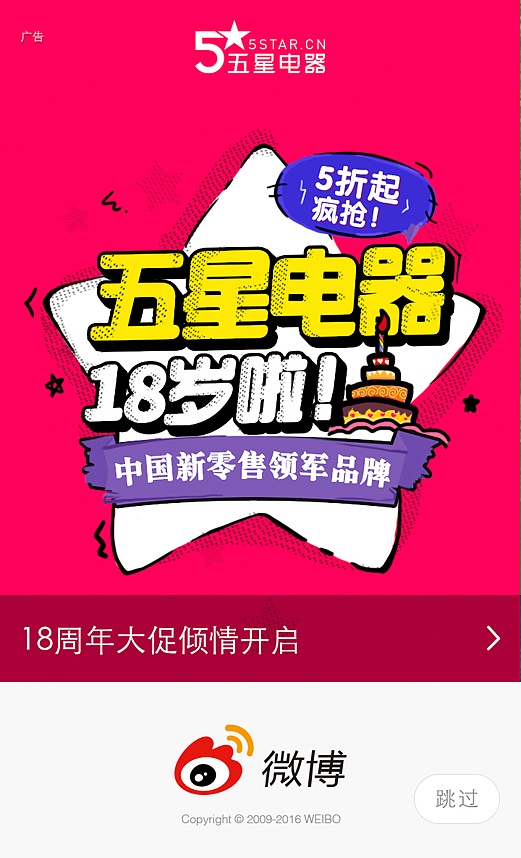 广告
5STAR.CN
五星电器
5折起
疯抢！
五星电器
18岁啦！
中国新零售领军品牌
18周年大促倾情开启
微博
跳过
Copyright © 2009-2016 WEIBO